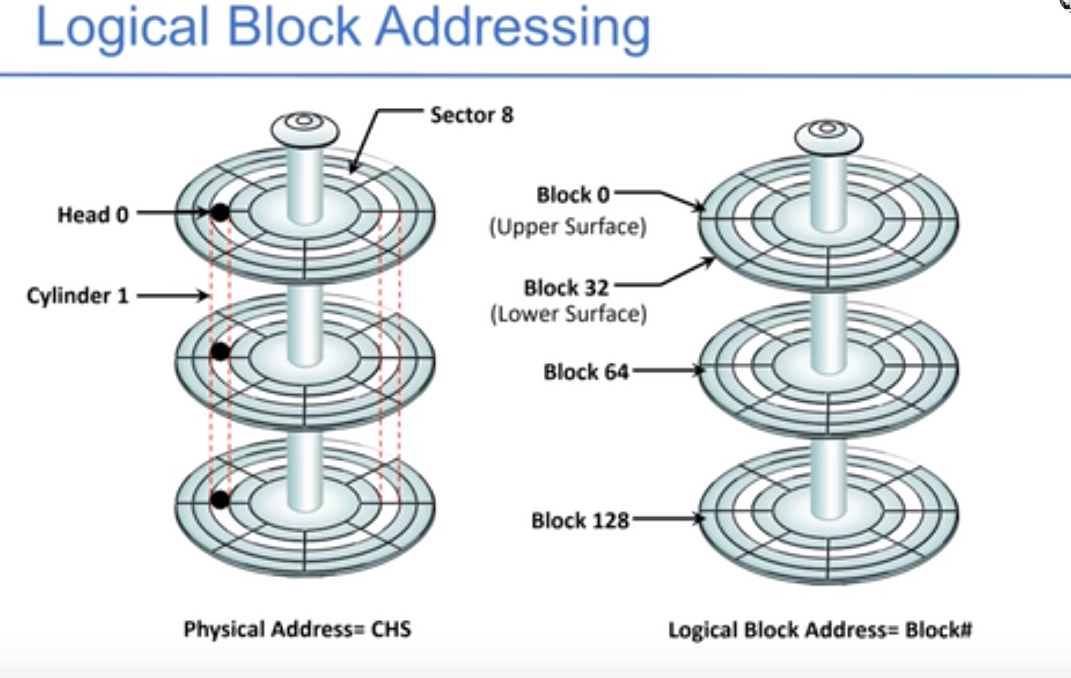 Logical Block Addressing
Sector 8
Head 0
Cylinder 1
Block 0
(Upper Surface)
Block 32
(Lower Surface)
Block 64
Block 128
Physical Address= CHS
Logical Block Address= Block#